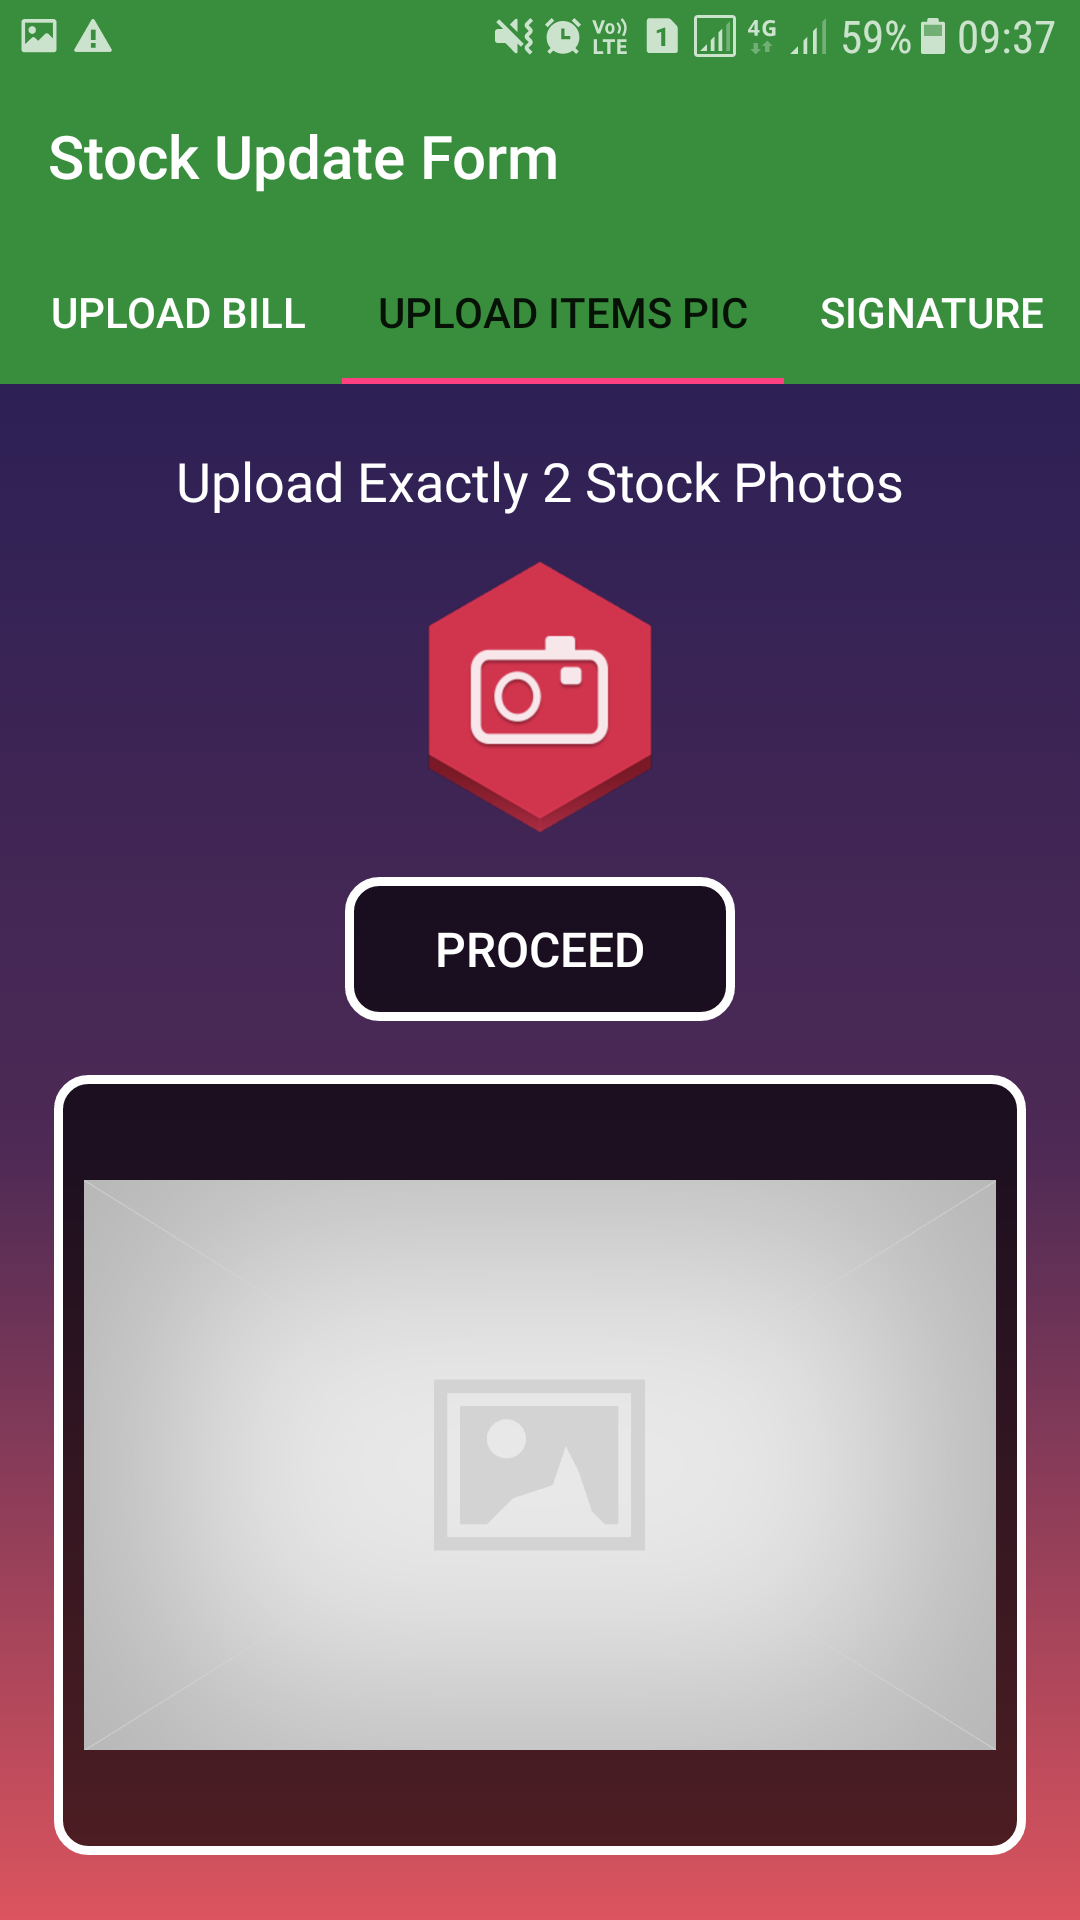 Vo)) LTE 1 4G 59% 09:37
Stock Update Form
UPLOAD BILL UPLOAD ITEMS PIC SIGNATURE
Upload Exactly 2 Stock Photos
PROCEED